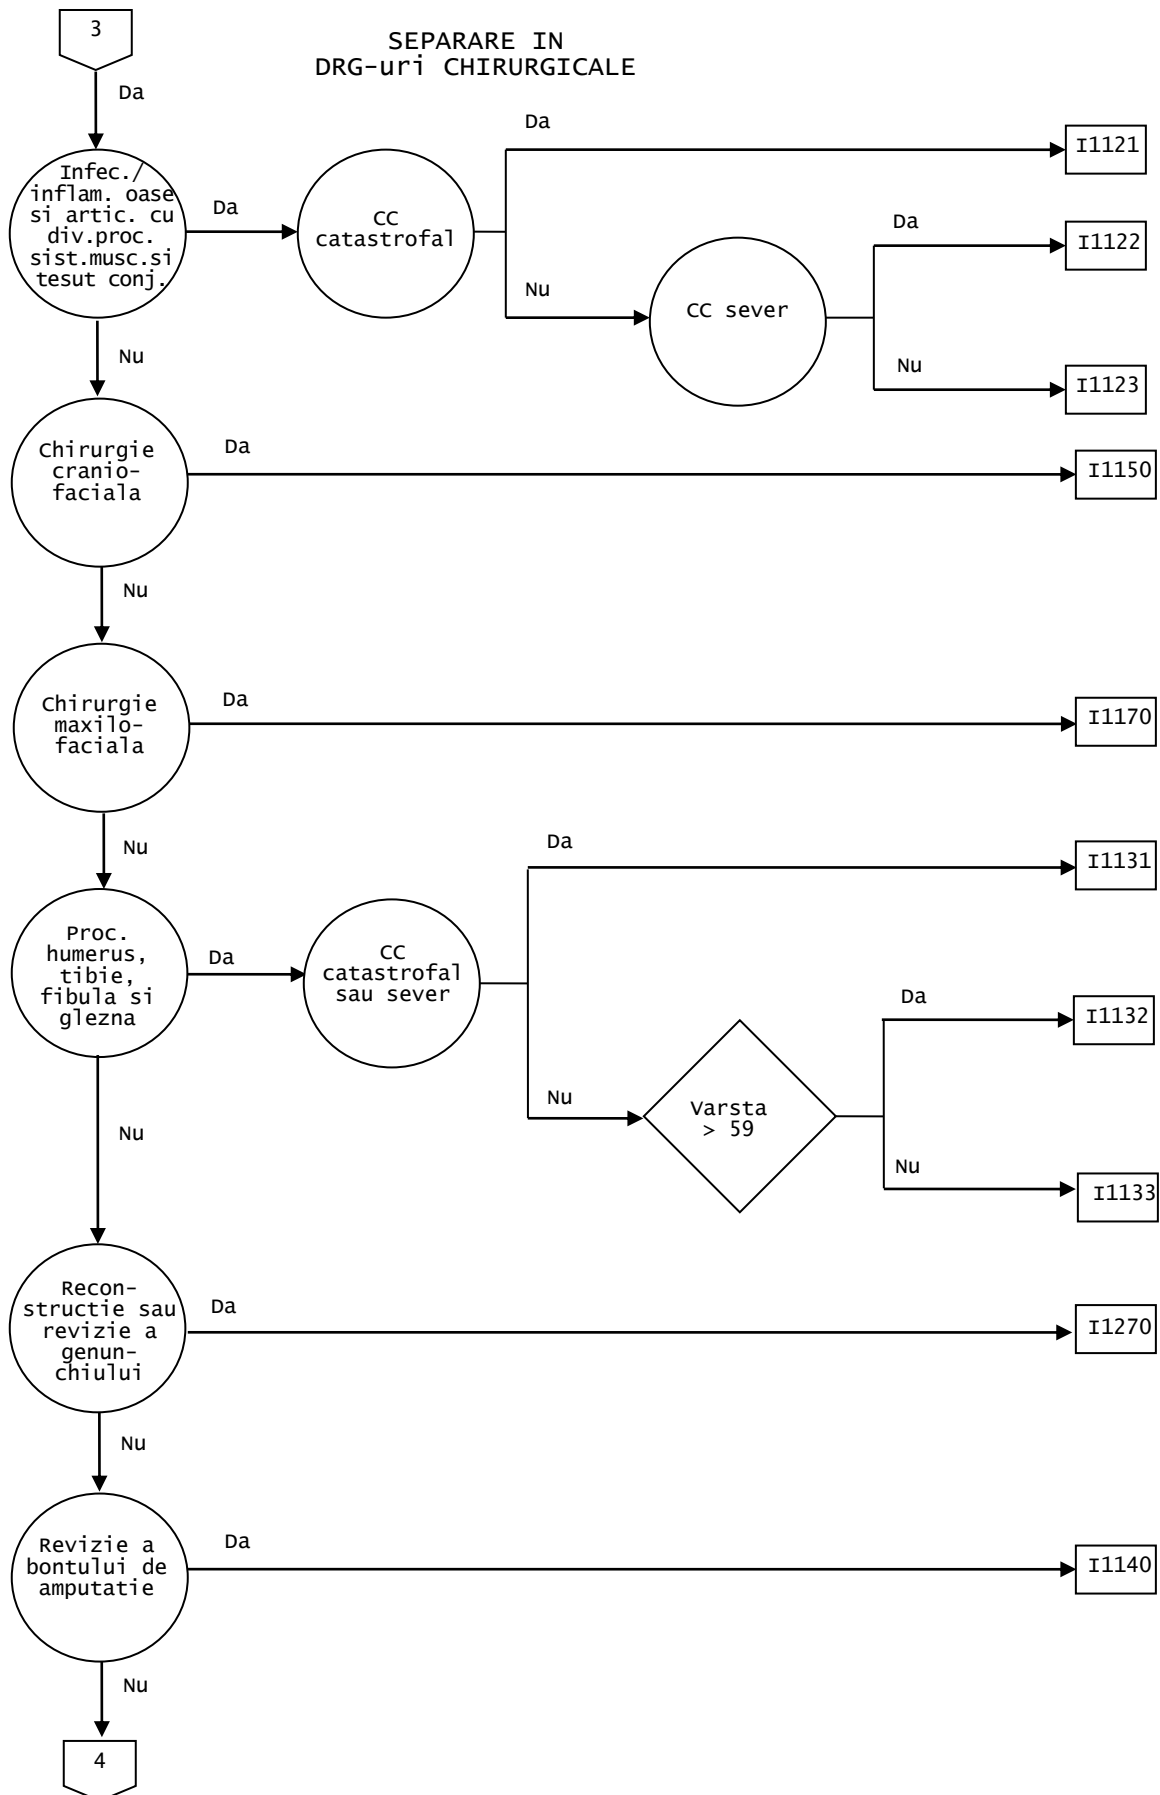 3
SEPARARE IN
DRG-uri CHIRURGICALE
Da
Da
I1121
Infec./
inflam. oase
si artic. cu
div.proc.
sist.musc.si
tesut conj.
Da
CC
catastrofal
Da
I1122
Nu
CC sever
Nu
Nu
I1123
Chirurgie
cranio-
faciala
Da
I1150
Nu
Chirurgie
maxilo-
faciala
Da
I1170
Nu
Da
I1131
Proc.
humerus,
tibie,
fibula si
glezna
Da
CC
catastrofal
sau sever
Da
I1132
Nu
Varsta
> 59
Nu
Nu
I1133
Recon-
structie sau
revizie a
genun-
chiului
Da
I1270
Nu
Revizie a
bontului de
amputatie
Da
I1140
Nu
4